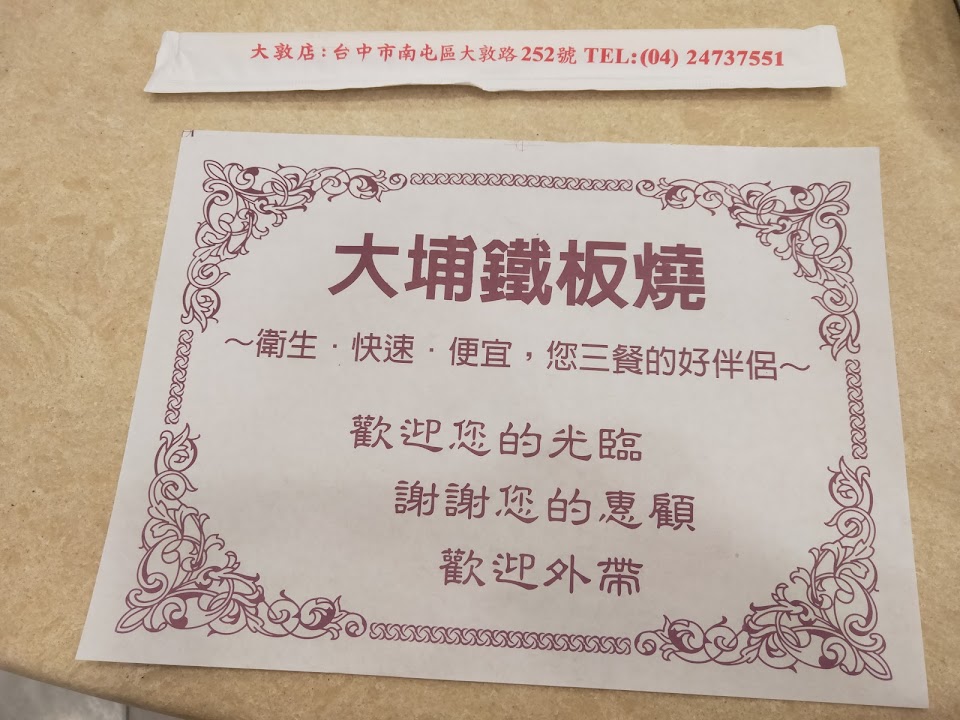 大敦店：台中市南屯區大敦路252號 TEL:(04) 24737551
大埔鐵板燒
～衛生．快速．便宜，您三餐的好伴侶～
歡迎您的光臨
謝謝您的惠顧
歡迎外帶